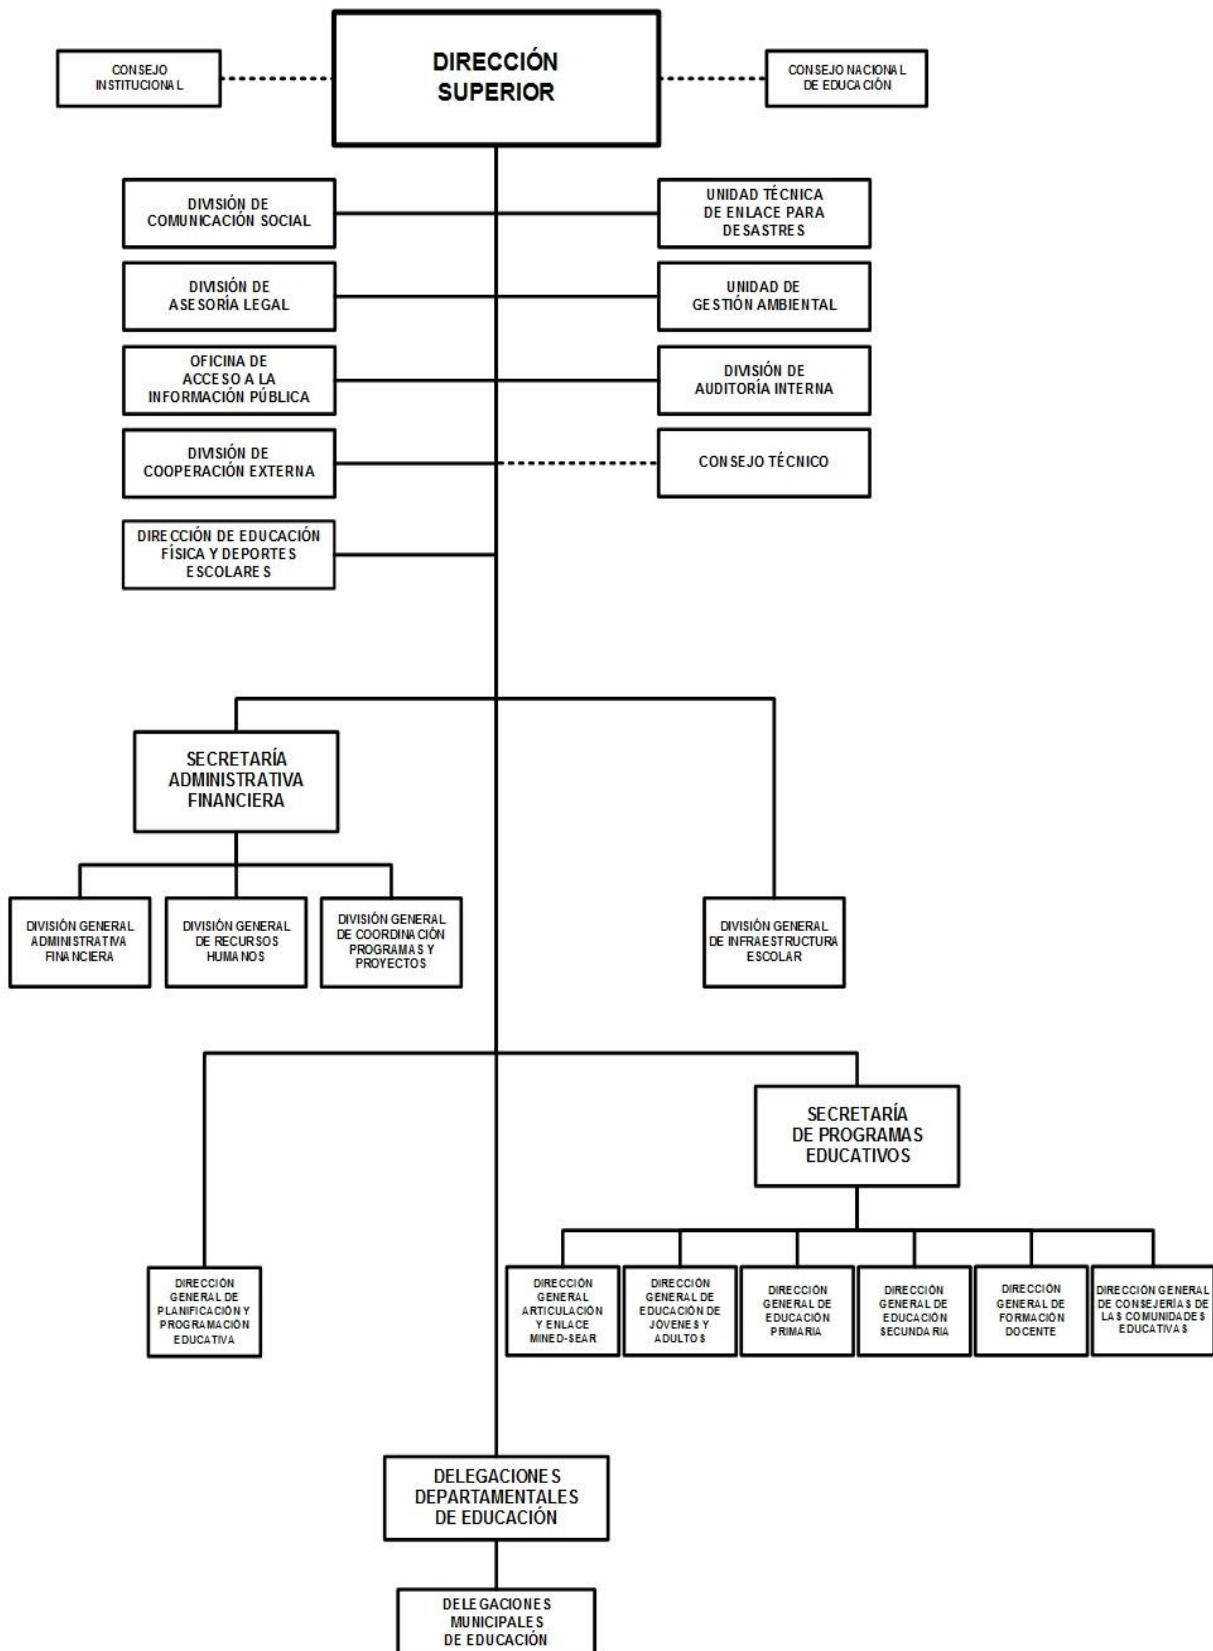 DIRECCIÓN
SUPERIOR
CONSEJO
INSTITUCIONAL
CONSEJO NACIONAL
DE EDUCACIÓN
DIVISIÓN DE
COMUNICACIÓN SOCIAL
UNIDAD TÉCNICA
DE ENLACE PARA
DESASTRES
DIVISIÓN DE
ASESORÍA LEGAL
UNIDAD DE
GESTIÓN AMBIENTAL
OFICINA DE
ACCESO A LA
INFORMACIÓN PÚBLICA
DIVISIÓN DE
AUDITORÍA INTERNA
DIVISIÓN DE
COOPERACIÓN EXTERNA
CONSEJO TÉCNICO
DIRECCIÓN DE EDUCACIÓN
FÍSICA Y DEPORTES
ESCOLARES
SECRETARÍA
ADMINISTRATIVA
FINANCIERA
DIVISIÓN GENERAL
ADMINISTRATIVA
FINANCIERA
DIVISIÓN GENERAL
DE RECURSOS
HUMANOS
DIVISIÓN GENERAL
DE COORDINACIÓN
PROGRAMAS Y
PROYECTOS
DIVISIÓN GENERAL
DE INFRAESTRUCTURA
ESCOLAR
SECRETARÍA
DE PROGRAMAS
EDUCATIVOS
DIRECCIÓN
GENERAL DE
PLANIFICACIÓN Y
PROGRAMACIÓN
EDUCATIVA
DIRECCIÓN
GENERAL
ARTICULACIÓN
Y ENLACE
MINED-SEAR
DIRECCIÓN
GENERAL DE
EDUCACIÓN DE
JÓVENES Y
ADULTOS
DIRECCIÓN
GENERAL DE
EDUCACIÓN
PRIMARIA
DIRECCIÓN
GENERAL DE
EDUCACIÓN
SECUNDARIA
DIRECCIÓN
GENERAL DE
FORMACIÓN
DOCENTE
DIRECCIÓN GENERAL
DE CONSEJERÍAS DE
LAS COMUNIDADES
EDUCATIVAS
DELEGACIONES
DEPARTAMENTALES
DE EDUCACIÓN
DELEGACIONES
MUNICIPALES
DE EDUCACIÓN